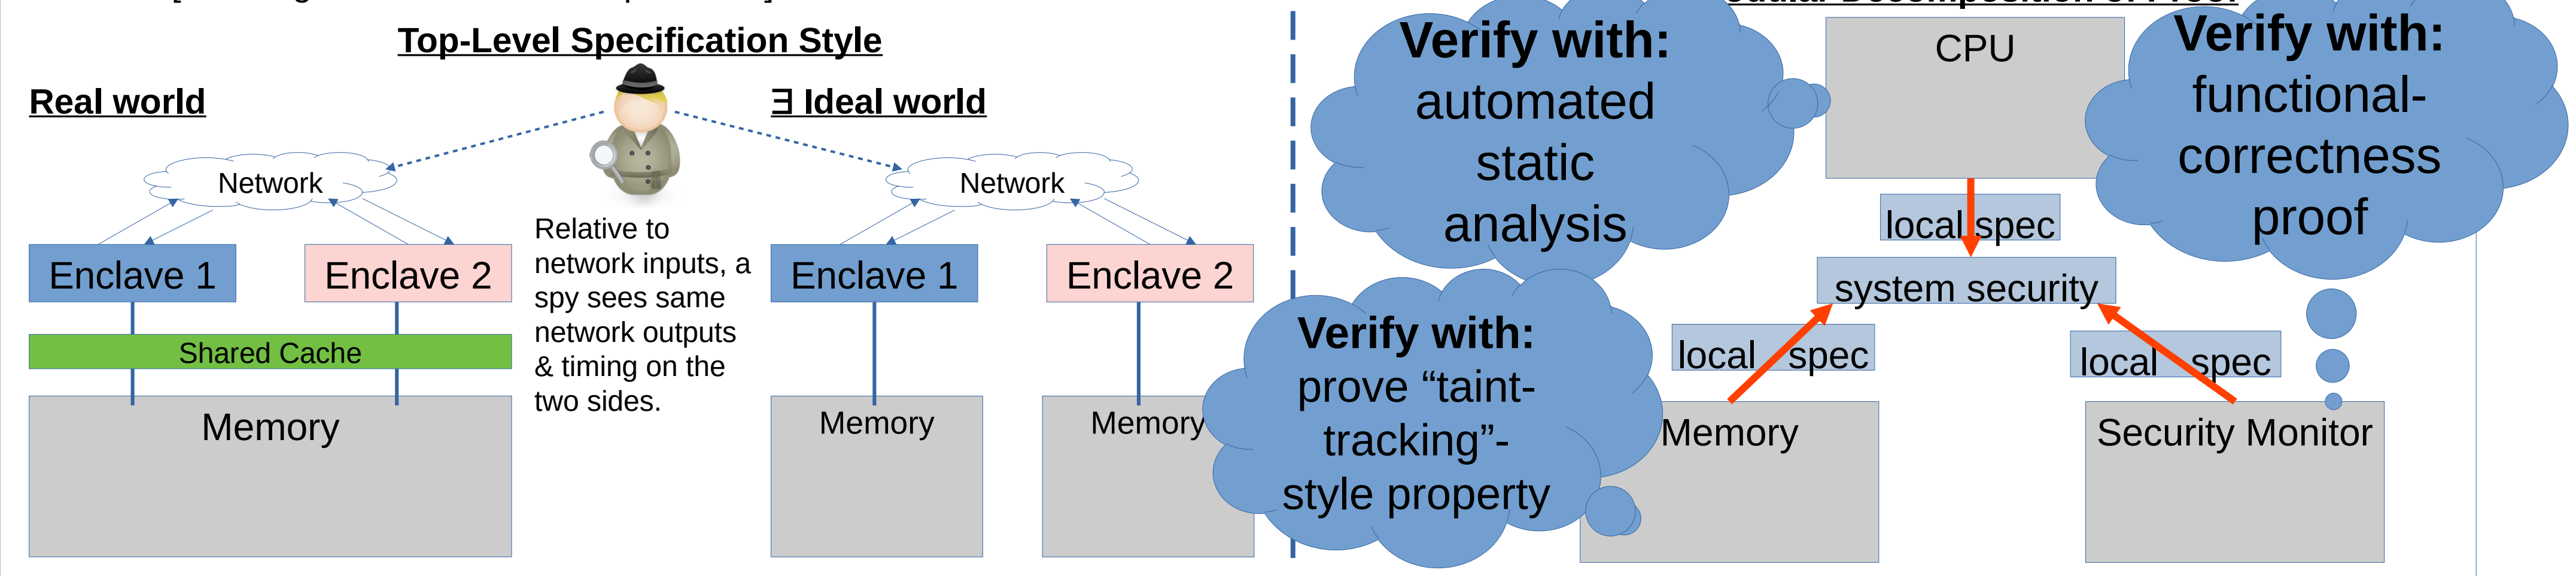 Top-Level Specification Style
Real world
∃ Ideal world
Network
Enclave 1
Enclave 2
Shared Cache
Memory
Relative to
network inputs, a
spy sees same
network outputs
& timing on the
two sides.
Network
Enclave 1
Enclave 2
Memory
Memory
Decomposition of Proof
Verify with:
automated
static
analysis
CPU
Verify with:
functional-
correctness
proof
local spec
system security
local spec
local spec
Verify with:
prove “taint-
tracking”-
style property
Memory
Security Monitor